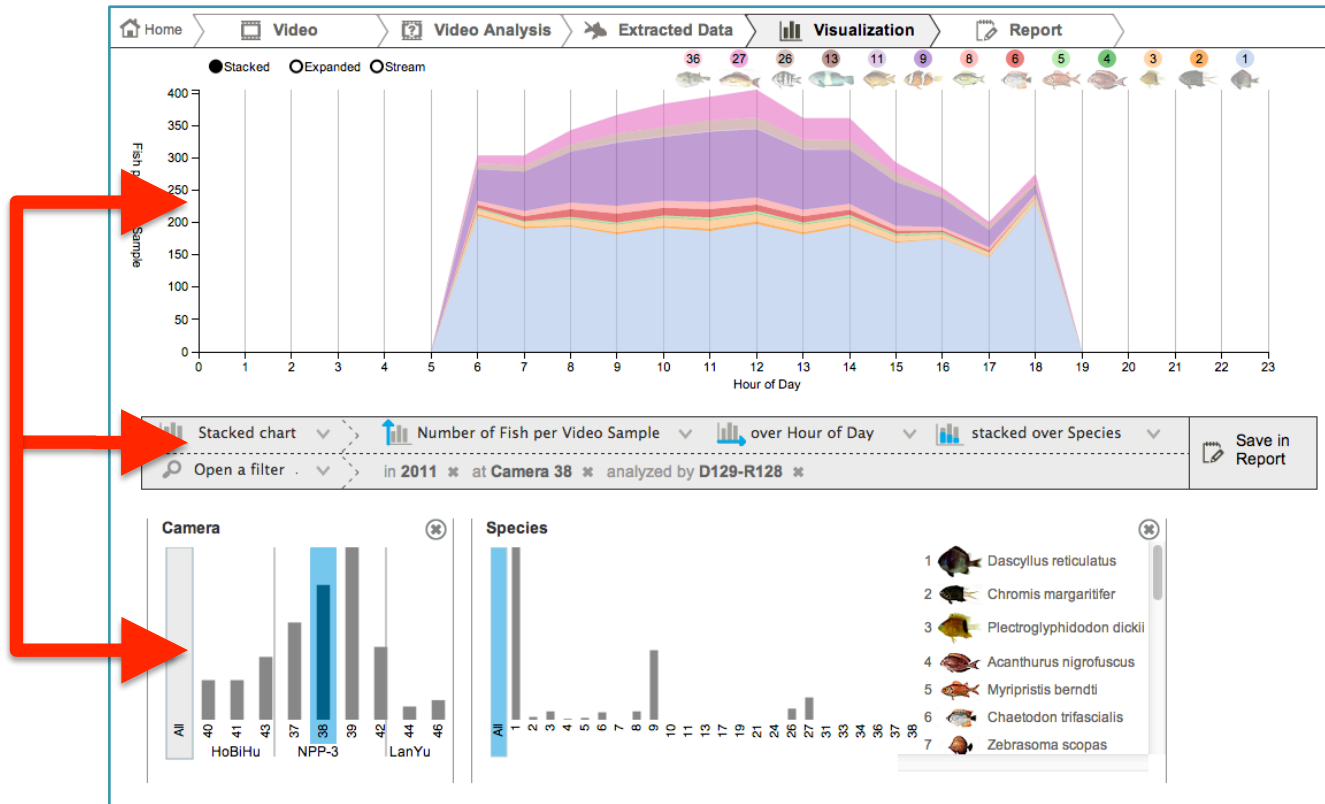 Home Video Video Analysis Extracted Data Visualization Report
Stacked Expanded Stream
36 27 26 13 11 9 8 6 5 4 3 2 1
400
350
300
250
200
150
100
50
0
Fish p
Sample
0 1 2 3 4 5 6 7 8 9 10 11 12 13 14 15 16 17 18 19 20 21 22 23
Hour of Day
Stacked chart Number of Fish per Video Sample over Hour of Day stacked over Species
Open a filter . in 2011 at Camera 38 analyzed by D129-R128
Save in
Report
Camera
All 40 41 43 37 38 39 42 44 46
HoBiHu NPP-3 LanYu
Species
All 1 2 3 4 5 6 7 8 9 10 11 13 17 19 21 24 26 27 31 33 34 36 37 38
1 Dascyllus reticulatus
2 Chromis margaritifer
3 Plectroglyphidodon dickii
4 Acanthurus nigrofuscus
5 Myripristis berndti
6 Chaetodon trifascialis
7 Zebrasoma scopas